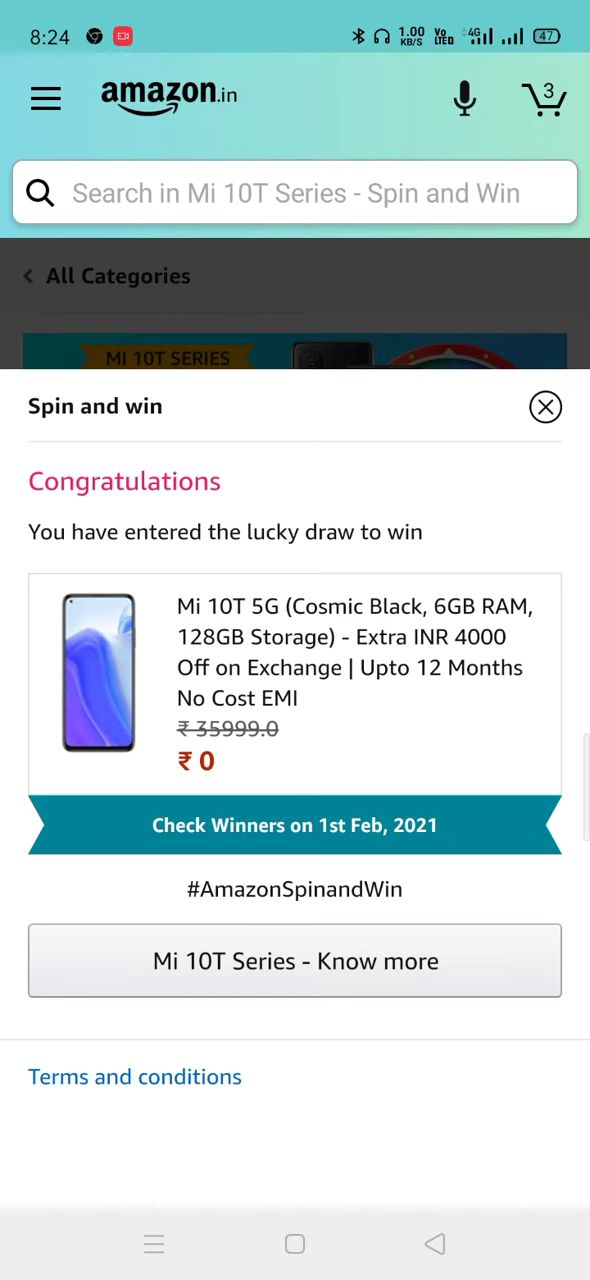 8:24 1.00 KB/S Vo LTED 4G 47
amazon.in
3
Search in Mi 10T Series - Spin and Win
All Categories
MI 10T SERIES
Spin and win
Congratulations
You have entered the lucky draw to win
Mi 10T 5G (Cosmic Black, 6GB RAM,
128GB Storage) - Extra INR 4000
Off on Exchange | Upto 12 Months
No Cost EMI
₹ 35999.0
₹ 0
Check Winners on 1st Feb, 2021
#AmazonSpinandWin
Mi 10T Series - Know more
Terms and conditions